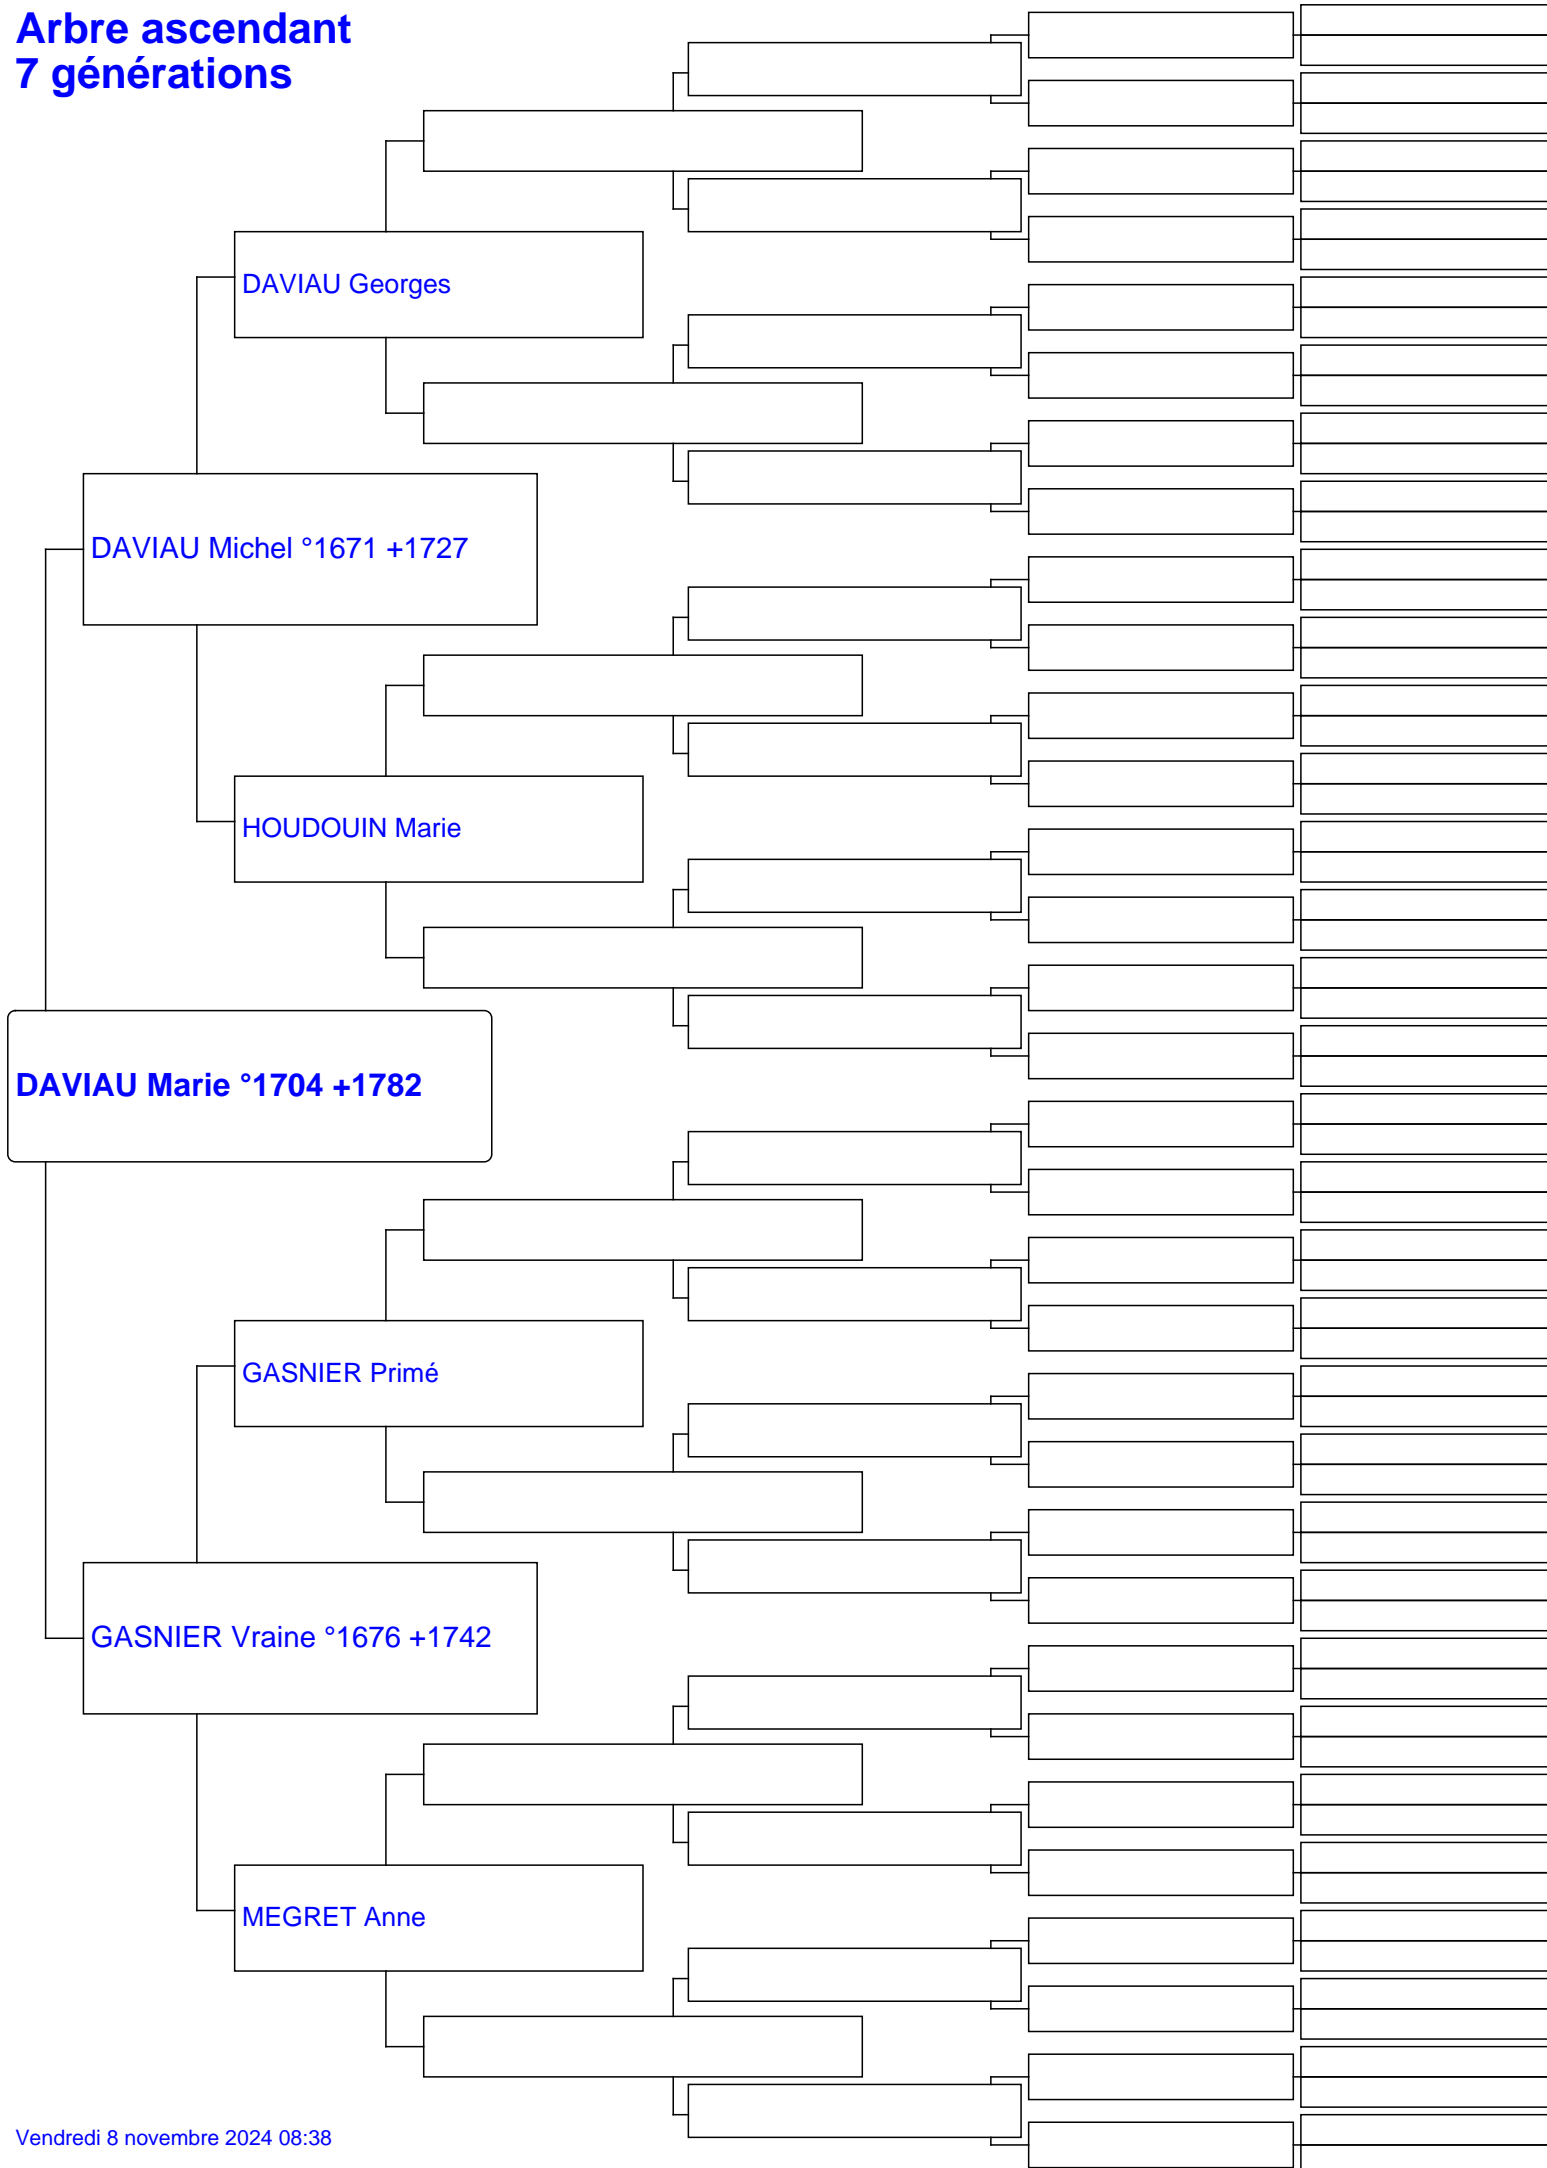 Arbre ascendant
7 générations
DAVIAU Georges
DAVIAU Michel °1671 +1727
HOUDOUIN Marie
DAVIAU Marie °1704 +1782
GASNIER Primé
GASNIER Vraine °1676 +1742
MEGRET Anne
Vendredi 8 novembre 2024 08:38